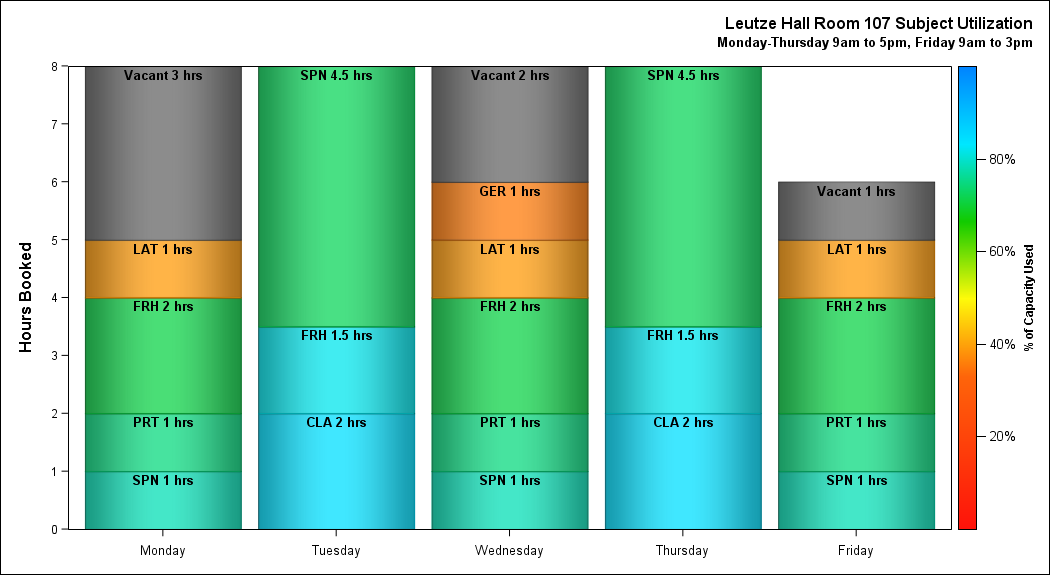 Leutze Hall Room 107 Subject Utilization
Monday-Thursday 9am to 5pm, Friday 9am to 3pm
Hours Booked
8
7
6
5
4
3
2
1
0
Vacant 3 hrs
LAT 1 hrs
FRH 2 hrs
PRT 1 hrs
SPN 1 hrs
SPN 4.5 hrs
FRH 1.5 hrs
CLA 2 hrs
Vacant 2 hrs
GER 1 hrs
LAT 1 hrs
FRH 2 hrs
PRT 1 hrs
SPN 1 hrs
SPN 4.5 hrs
FRH 1.5 hrs
CLA 2 hrs
Vacant 1 hrs
LAT 1 hrs
FRH 2 hrs
PRT 1 hrs
SPN 1 hrs
Monday
Tuesday
Wednesday
Thursday
Friday
80%
60%
40%
20%
% of Capacity Used